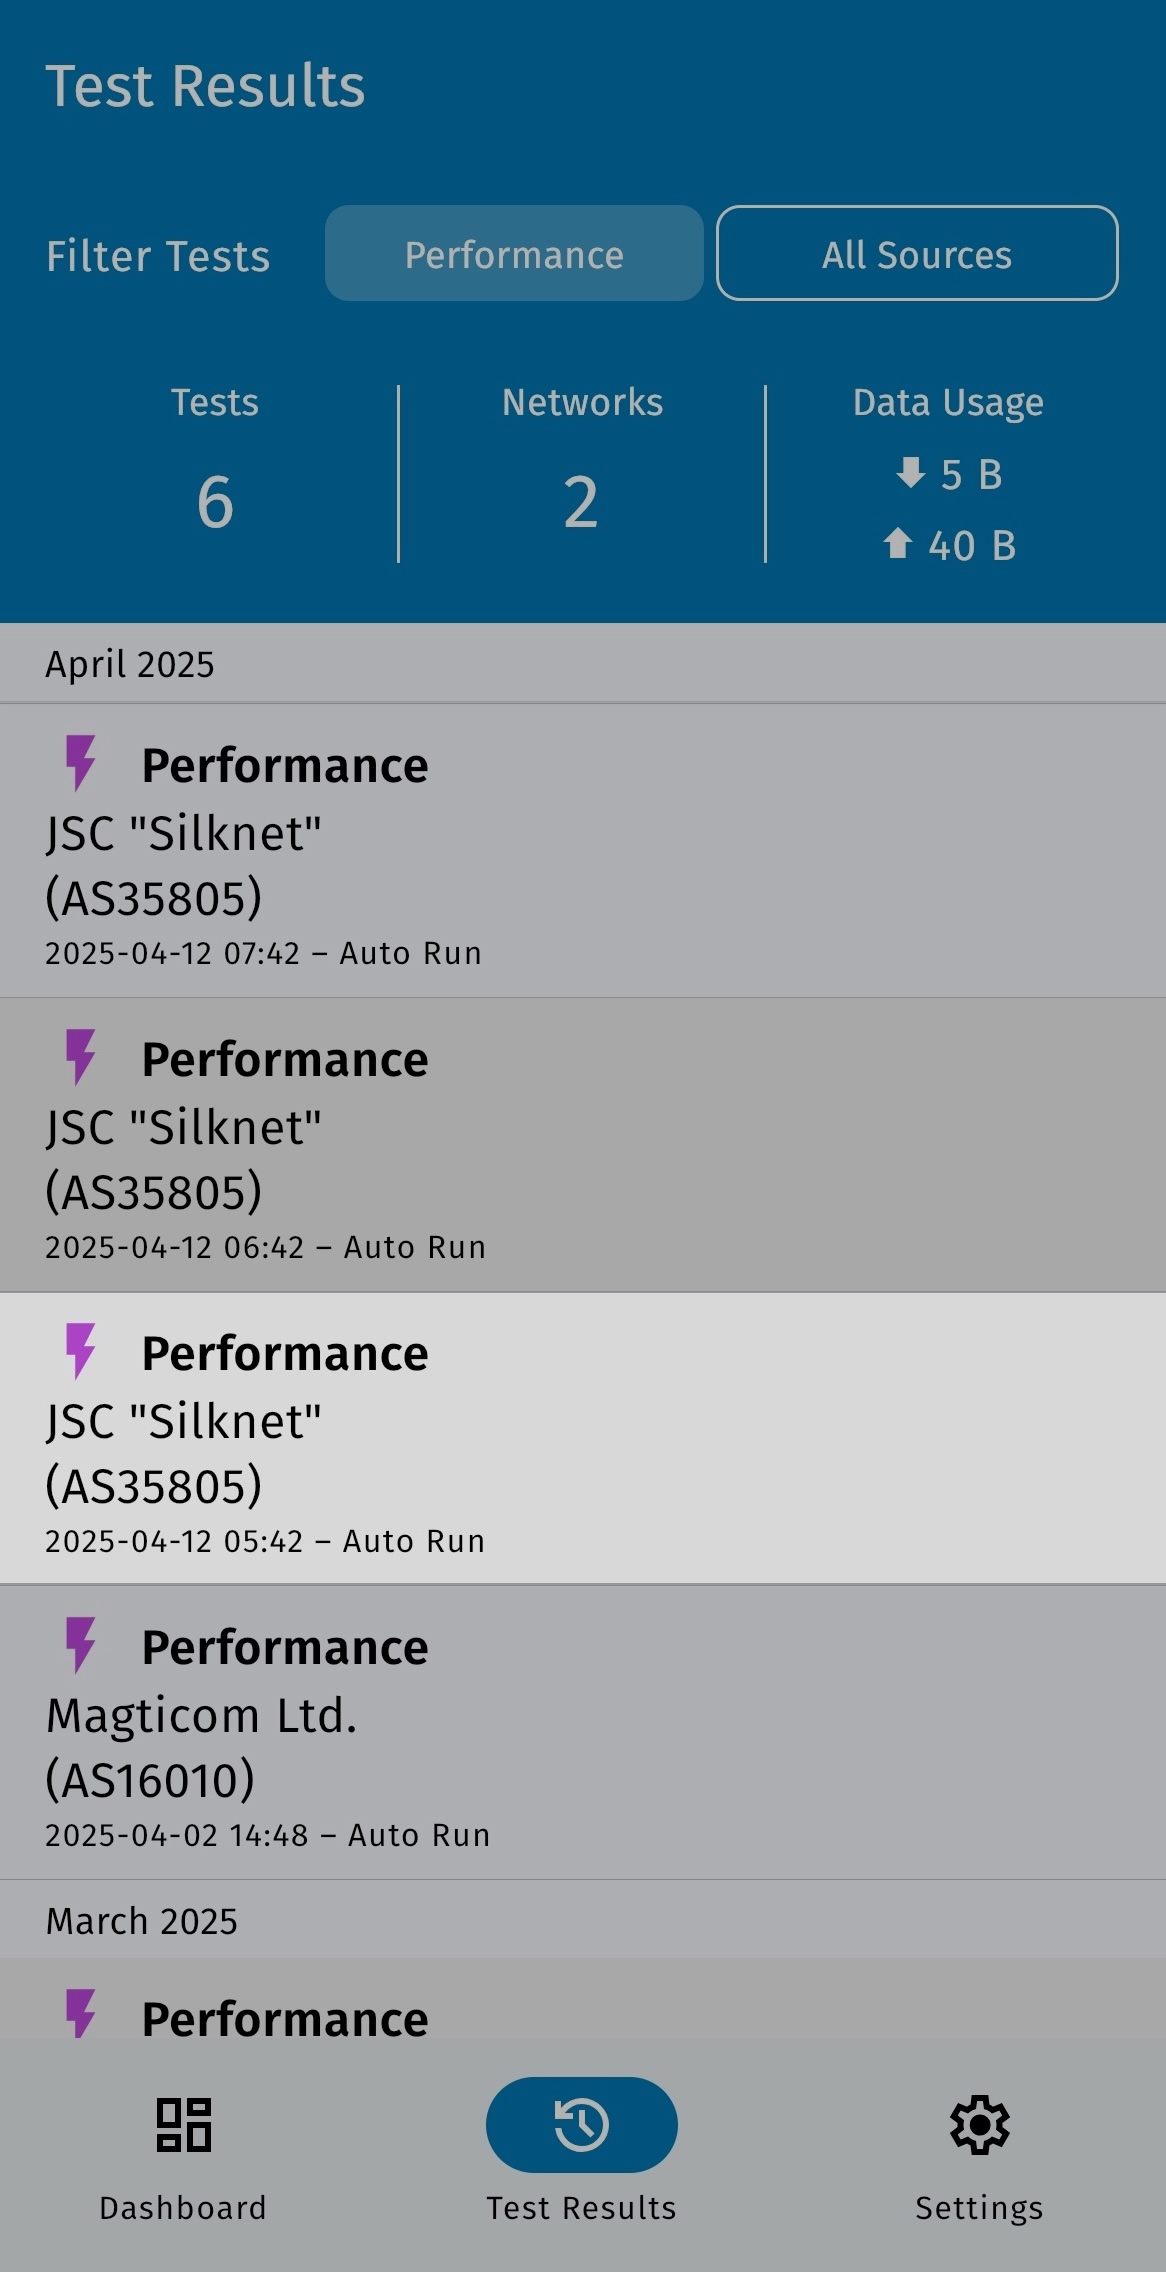 Test Results
Filter Tests Performance All Sources
Tests Networks Data Usage
6 2 5 B
40 B
April 2025
Performance
JSC "Silknet"
(AS35805)
2025-04-12 07:42 – Auto Run
Performance
JSC "Silknet"
(AS35805)
2025-04-12 06:42 – Auto Run
Performance
JSC "Silknet"
(AS35805)
2025-04-12 05:42 – Auto Run
Performance
Magticom Ltd.
(AS16010)
2025-04-02 14:48 – Auto Run
March 2025
Performance
Dashboard Test Results Settings